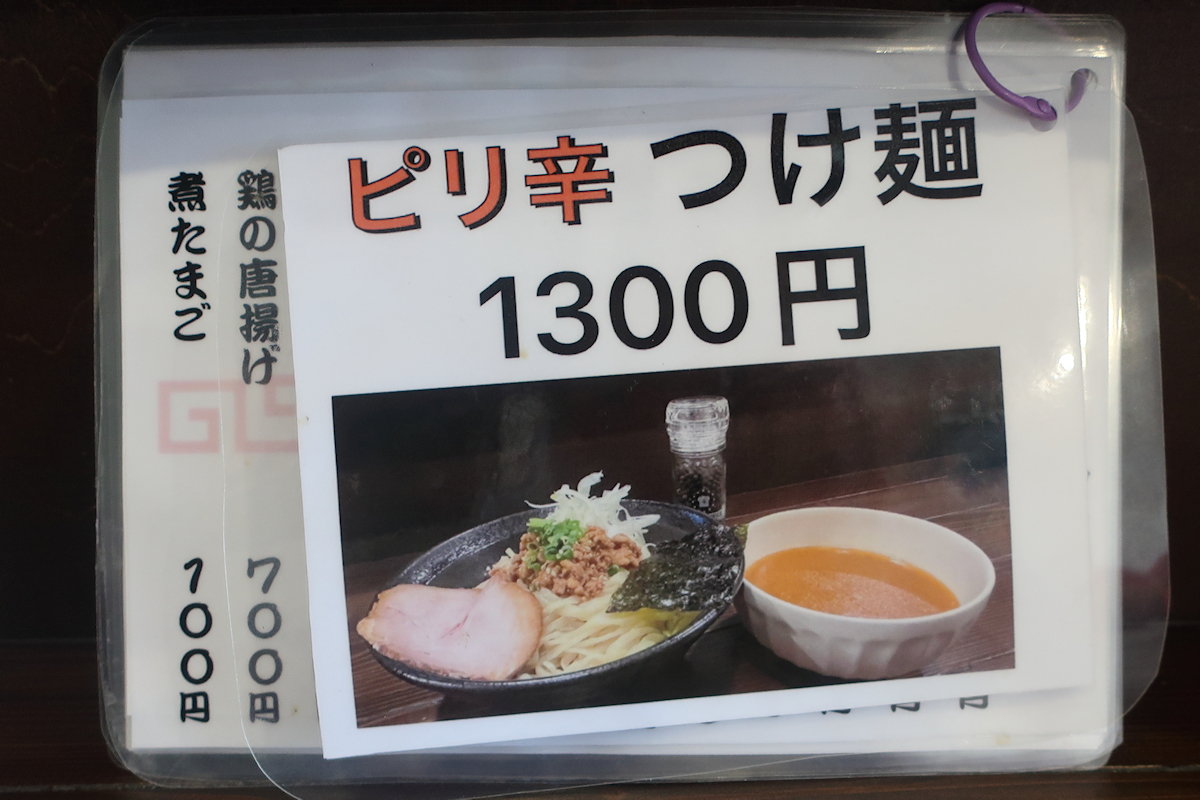 ピリ辛 つけ麺
1300円
鶏の唐揚げ 700円
煮たまご 100円